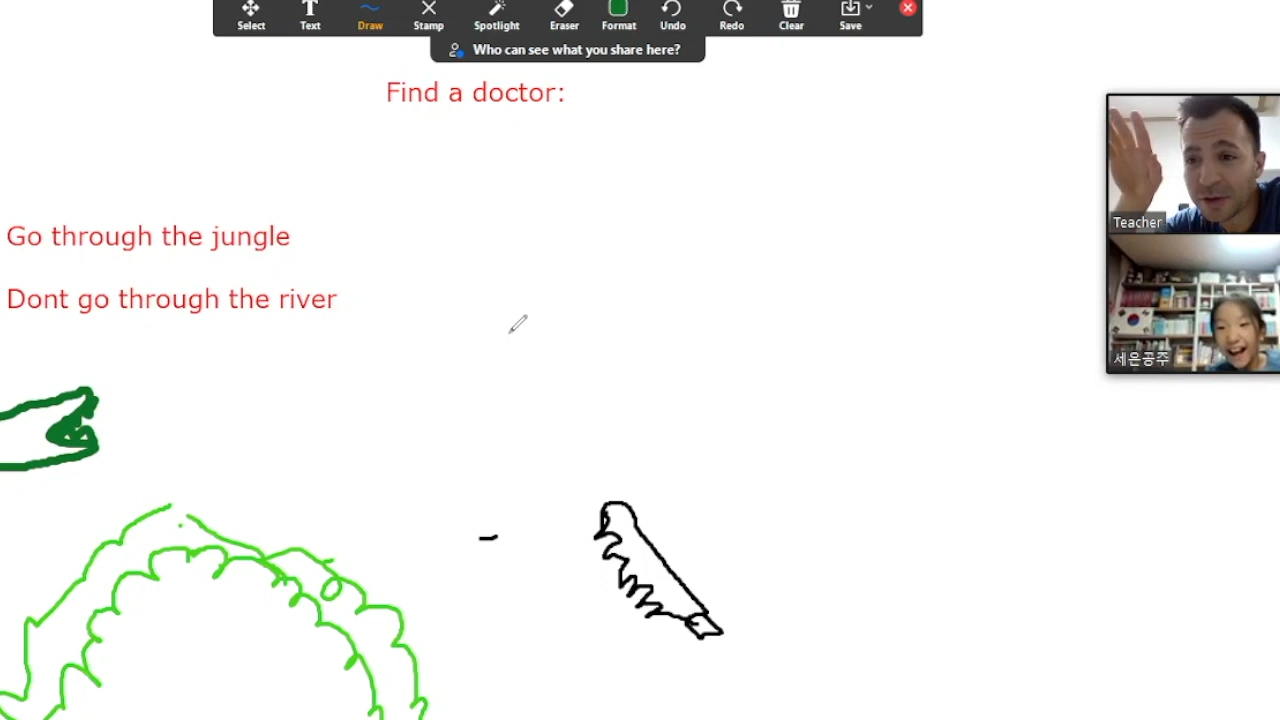 Select Text Draw Stamp Spotlight Eraser Format Undo Redo Clear Save
Who can see what you share here?
Find a doctor:
Go through the jungle
Dont go through the river
Teacher
세은공주